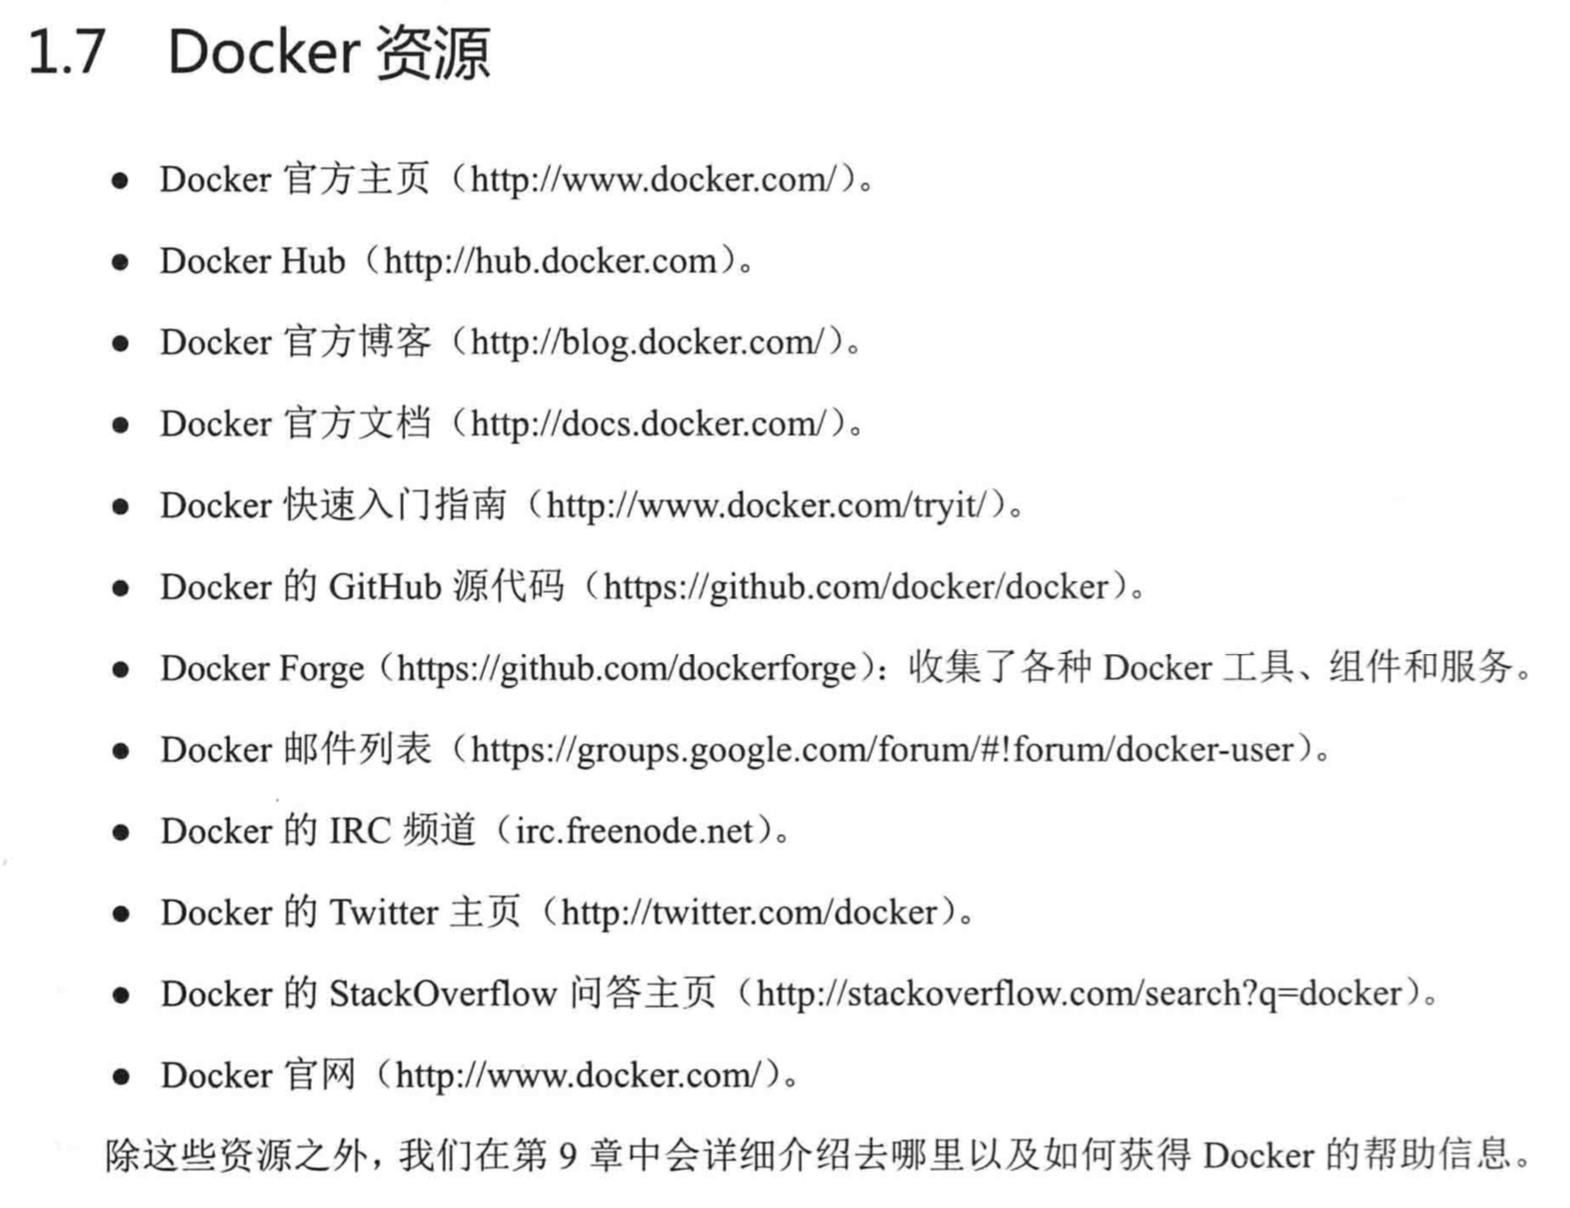 1.7 Docker 资源
● Docker 官方主页（http://www.docker.com/）。
● Docker Hub（http://hub.docker.com）。
● Docker 官方博客（http://blog.docker.com/）。
● Docker 官方文档（http://docs.docker.com/）。
● Docker 快速入门指南（http://www.docker.com/tryit/）。
● Docker 的 GitHub 源代码（https://github.com/docker/docker）。
● Docker Forge（https://github.com/dockerforge）：收集了各种 Docker 工具、组件和服务。
● Docker 邮件列表（https://groups.google.com/forum/#!forum/docker-user）。
● Docker 的 IRC 频道（irc.freenode.net）。
● Docker 的 Twitter 主页（http://twitter.com/docker）。
● Docker 的 StackOverflow 问答主页（http://stackoverflow.com/search?q=docker）。
● Docker 官网（http://www.docker.com/）。
除这些资源之外，我们在第 9 章中会详细介绍去哪里以及如何获得 Docker 的帮助信息。